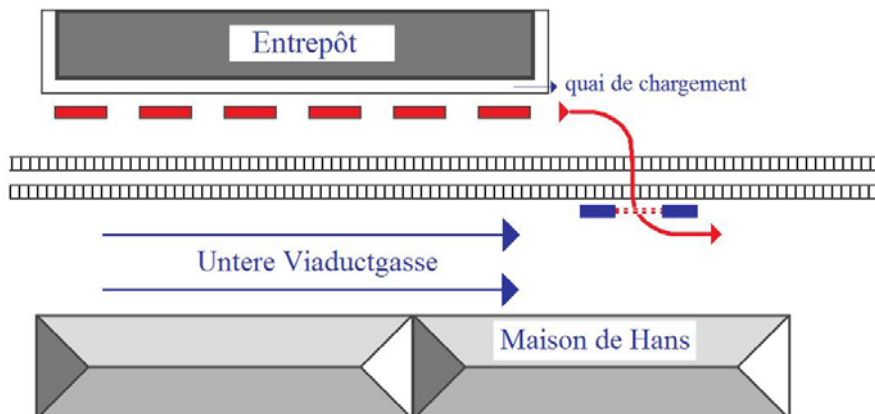 Entrepôt
quai de chargement
Untere Viaductgasse
Maison de Hans